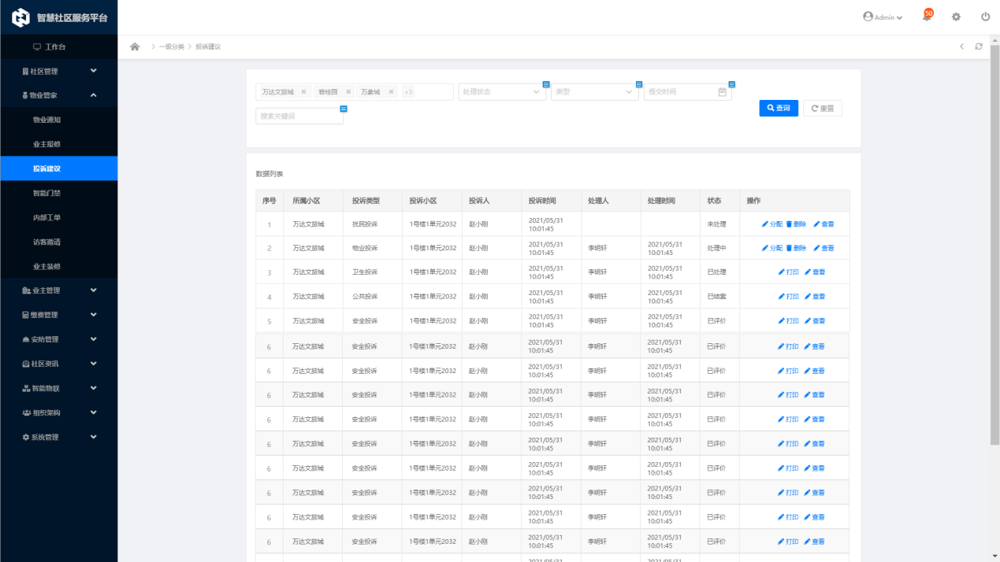 智慧社区服务平台
Admin
50
工作台
一级分类 投诉建议
社区管理
物业管家
物业通知
业主报修
投诉建议
智能门禁
内部工单
访客邀请
业主装修
业主管理
缴费管理
安防管理
社区资讯
智能物联
组织架构
系统管理
万达文旅城 碧桂园 万象城 +5 处理状态 类型 提交时间
搜索关键词
查询 重置
数据列表
序号 所属小区 投诉类型 投诉小区 投诉人 投诉时间 处理人 处理时间 状态 操作
1 万达文旅城 扰民投诉 1号楼1单元2032 赵小刚 2021/05/31 10:01:45 未处理 分配 删除 查看
2 万达文旅城 物业投诉 1号楼1单元2032 赵小刚 2021/05/31 10:01:45 李明轩 2021/05/31 10:01:45 处理中 分配 删除 查看
3 万达文旅城 卫生投诉 1号楼1单元2032 赵小刚 2021/05/31 10:01:45 李明轩 2021/05/31 10:01:45 已处理 打印 查看
4 万达文旅城 公共投诉 1号楼1单元2032 赵小刚 2021/05/31 10:01:45 李明轩 2021/05/31 10:01:45 已结案 打印 查看
5 万达文旅城 安全投诉 1号楼1单元2032 赵小刚 2021/05/31 10:01:45 李明轩 2021/05/31 10:01:45 已评价 打印 查看
6 万达文旅城 安全投诉 1号楼1单元2032 赵小刚 2021/05/31 10:01:45 李明轩 2021/05/31 10:01:45 已评价 打印 查看
6 万达文旅城 安全投诉 1号楼1单元2032 赵小刚 2021/05/31 10:01:45 李明轩 2021/05/31 10:01:45 已评价 打印 查看
6 万达文旅城 安全投诉 1号楼1单元2032 赵小刚 2021/05/31 10:01:45 李明轩 2021/05/31 10:01:45 已评价 打印 查看
6 万达文旅城 安全投诉 1号楼1单元2032 赵小刚 2021/05/31 10:01:45 李明轩 2021/05/31 10:01:45 已评价 打印 查看
6 万达文旅城 安全投诉 1号楼1单元2032 赵小刚 2021/05/31 10:01:45 李明轩 2021/05/31 10:01:45 已评价 打印 查看
6 万达文旅城 安全投诉 1号楼1单元2032 赵小刚 2021/05/31 10:01:45 李明轩 2021/05/31 10:01:45 已评价 打印 查看
6 万达文旅城 安全投诉 1号楼1单元2032 赵小刚 2021/05/31 10:01:45 李明轩 2021/05/31 10:01:45 已评价 打印 查看
6 万达文旅城 安全投诉 1号楼1单元2032 赵小刚 2021/05/31 10:01:45 李明轩 2021/05/31 10:01:45 已评价 打印 查看
6 万达文旅城 安全投诉 1号楼1单元2032 赵小刚 2021/05/31 10:01:45 李明轩 2021/05/31 10:01:45 已评价 打印 查看
2021/05/31 2021/05/31